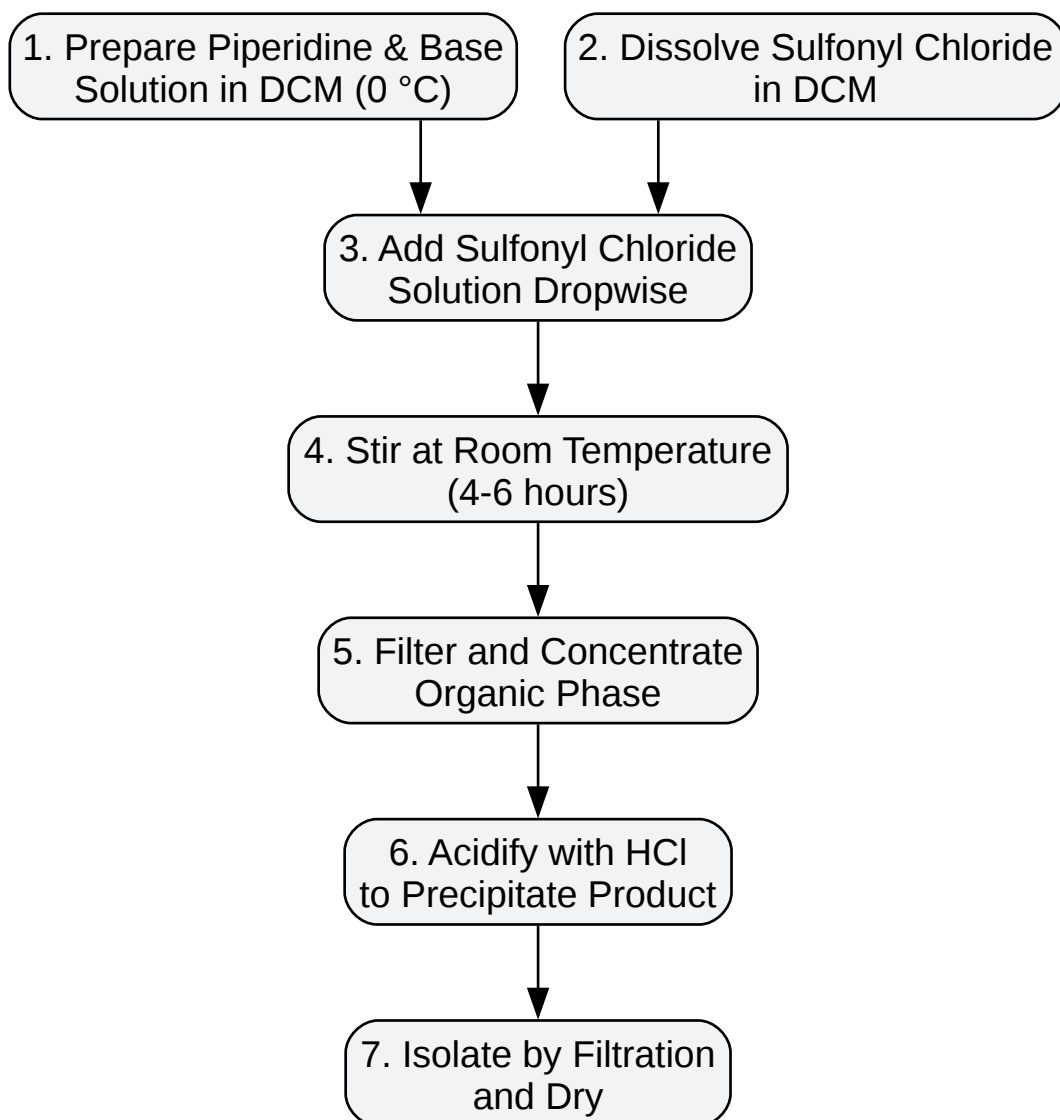 1. Prepare Piperidine & Base
Solution in DCM (0 °C)
2. Dissolve Sulfonyl Chloride
in DCM
3. Add Sulfonyl Chloride
Solution Dropwise
4. Stir at Room Temperature
(4-6 hours)
5. Filter and Concentrate
Organic Phase
6. Acidify with HCl
to Precipitate Product
7. Isolate by Filtration
and Dry